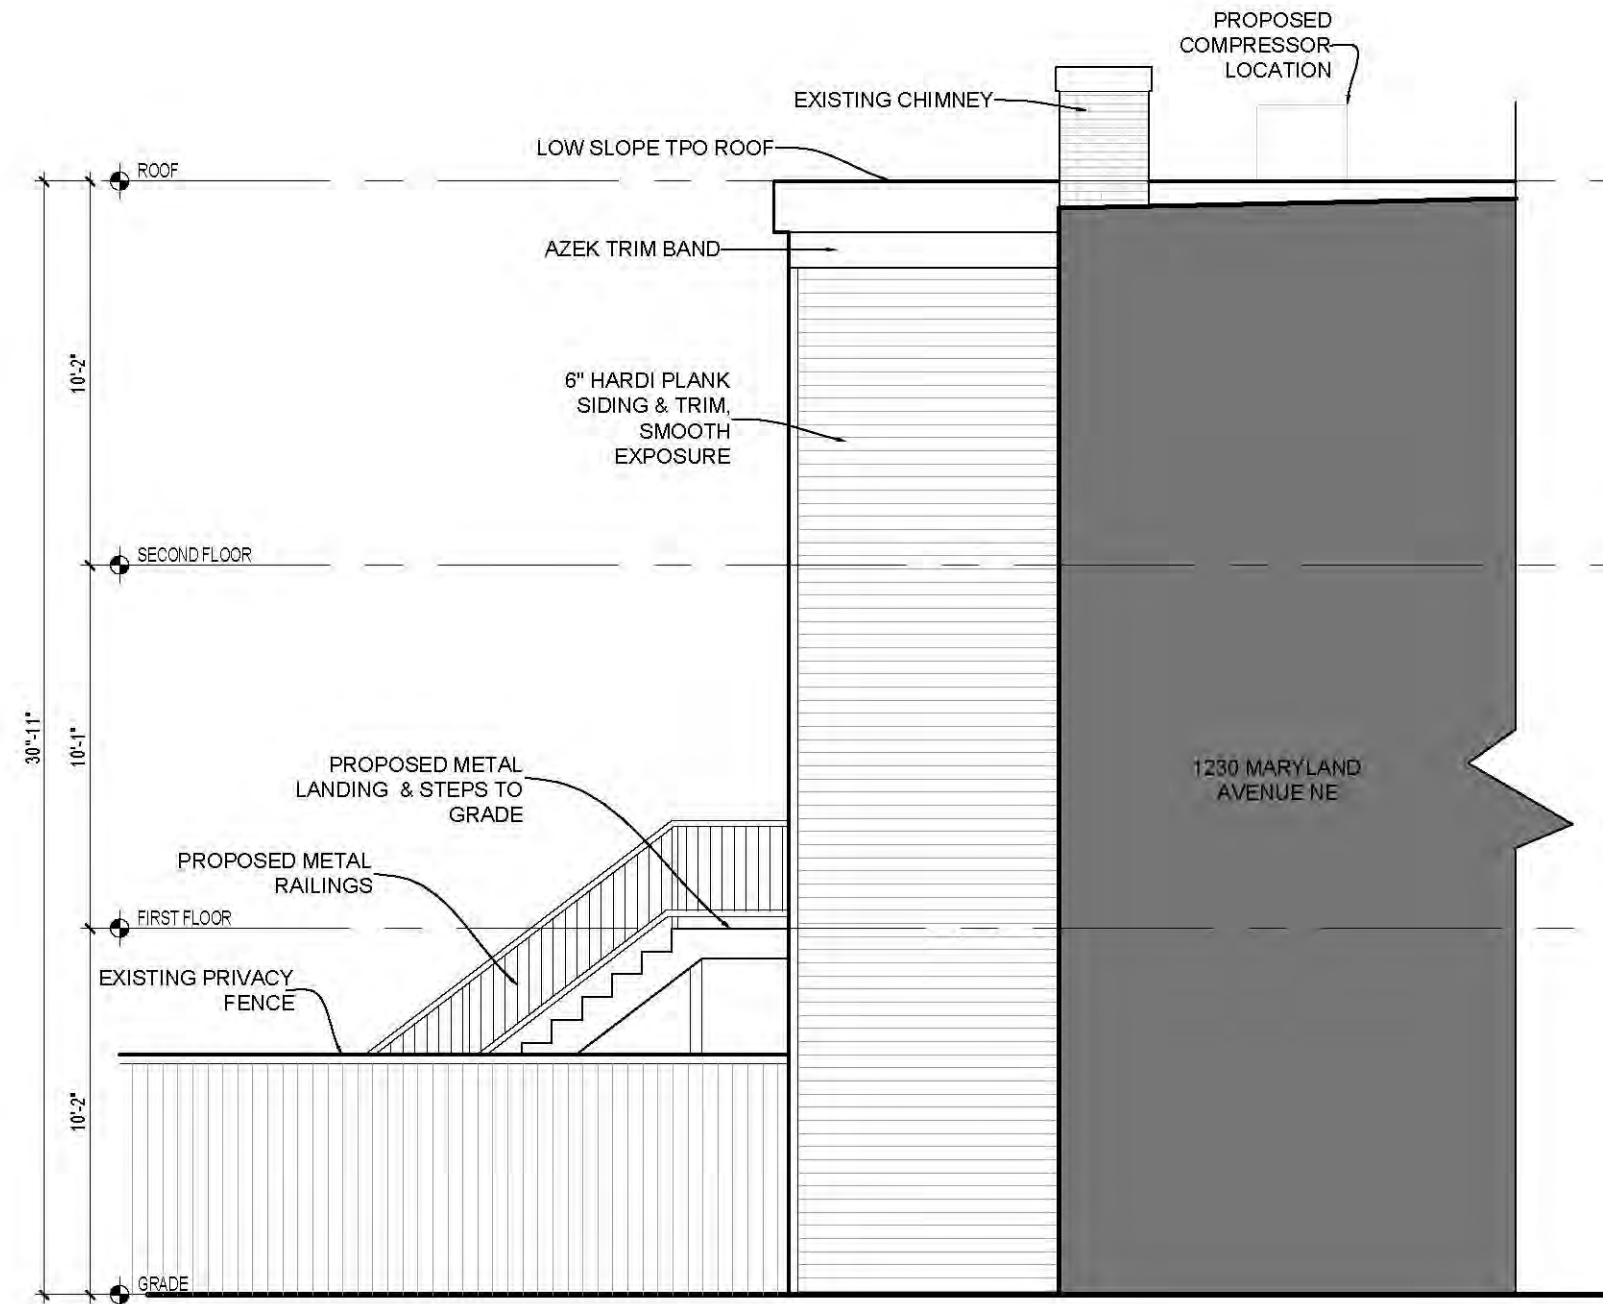 PROPOSED
COMPRESSOR
LOCATION
EXISTING CHIMNEY
LOW SLOPE TPO ROOF
ROOF
AZEK TRIM BAND
10'-2"
6" HARDI PLANK
SIDING & TRIM,
SMOOTH
EXPOSURE
SECOND FLOOR
30'-11"
10'-1"
PROPOSED METAL
LANDING & STEPS TO
GRADE
1230 MARYLAND
AVENUE NE
PROPOSED METAL
RAILINGS
FIRST FLOOR
EXISTING PRIVACY
FENCE
10'-2"
GRADE